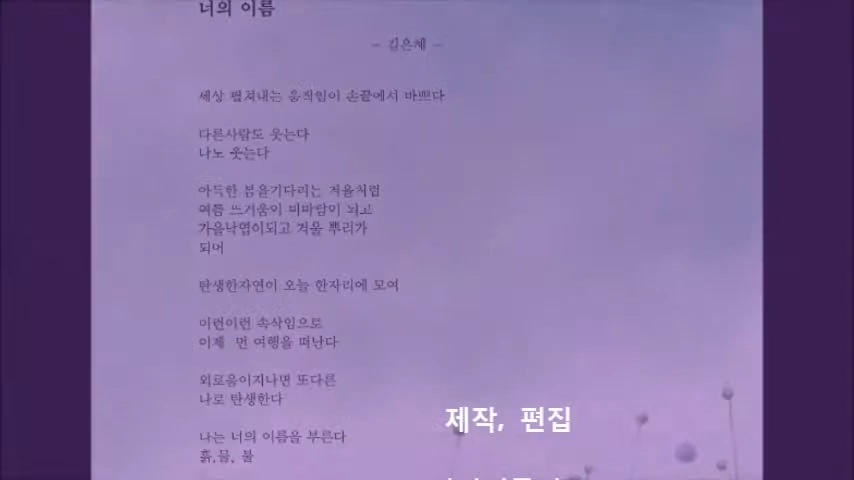 너의 이름
- 김은체 -
세상 펼쳐내는 움직임이 손끝에서 바쁘다
다른사람도 웃는다
나도 웃는다
아득한 봄을기다리는 겨울처럼
여름 뜨거움이 비바람이 되고
가을낙엽이되고 겨울 뿌리가
되어
탄생한자연이 오늘 한자리에 모여
이런이런 속삭임으로
이제 먼 여행을 떠난다
외로움이지나면 또다른
나로 탄생한다
나는 너의 이름을 부른다
흙,물, 불
제작, 편집